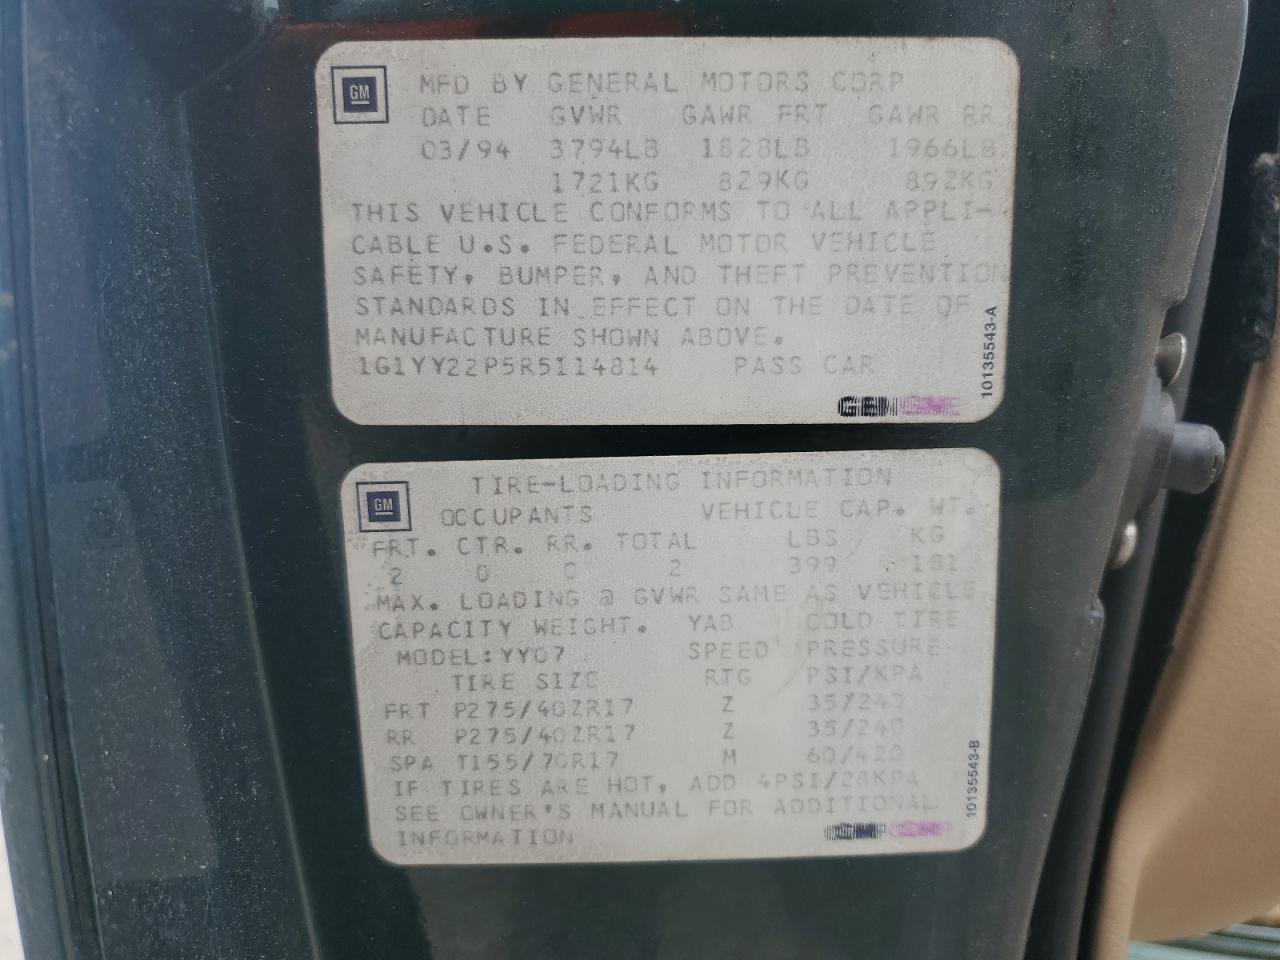 GM
MFD BY GENERAL MOTORS CORP
DATE GVWR GAWR FRT GAWR RR
03/94 3794LB 1828LB 1966LB
1721KG 829KG 892KG
THIS VEHICLE CONFORMS TO ALL APPLI-
CABLE U.S. FEDERAL MOTOR VEHICLE
SAFETY, BUMPER, AND THEFT PREVENTION
STANDARDS IN EFFECT ON THE DATE OF
MANUFACTURE SHOWN ABOVE.
1G1YY22P5R5114814 PASS CAR
10135543-A
GM
TIRE-LOADING INFORMATION
OCCUPANTS VEHICLE CAP. WT.
FRT. CTR. RR. TOTAL LBS KG
2 0 0 2 399 181
MAX. LOADING @ GVWR SAME AS VEHICLE
CAPACITY WEIGHT. YAB COLD TIRE
MODEL:YY07 SPEED PRESSURE
TIRE SIZE RTG PSI/KPA
FRT P275/40ZR17 Z 35/240
RR P275/40ZR17 Z 35/240
SPA T155/70R17 M 60/420
IF TIRES ARE HOT, ADD 4PSI/28KPA
SEE OWNER'S MANUAL FOR ADDITIONAL
INFORMATION
10135543-B